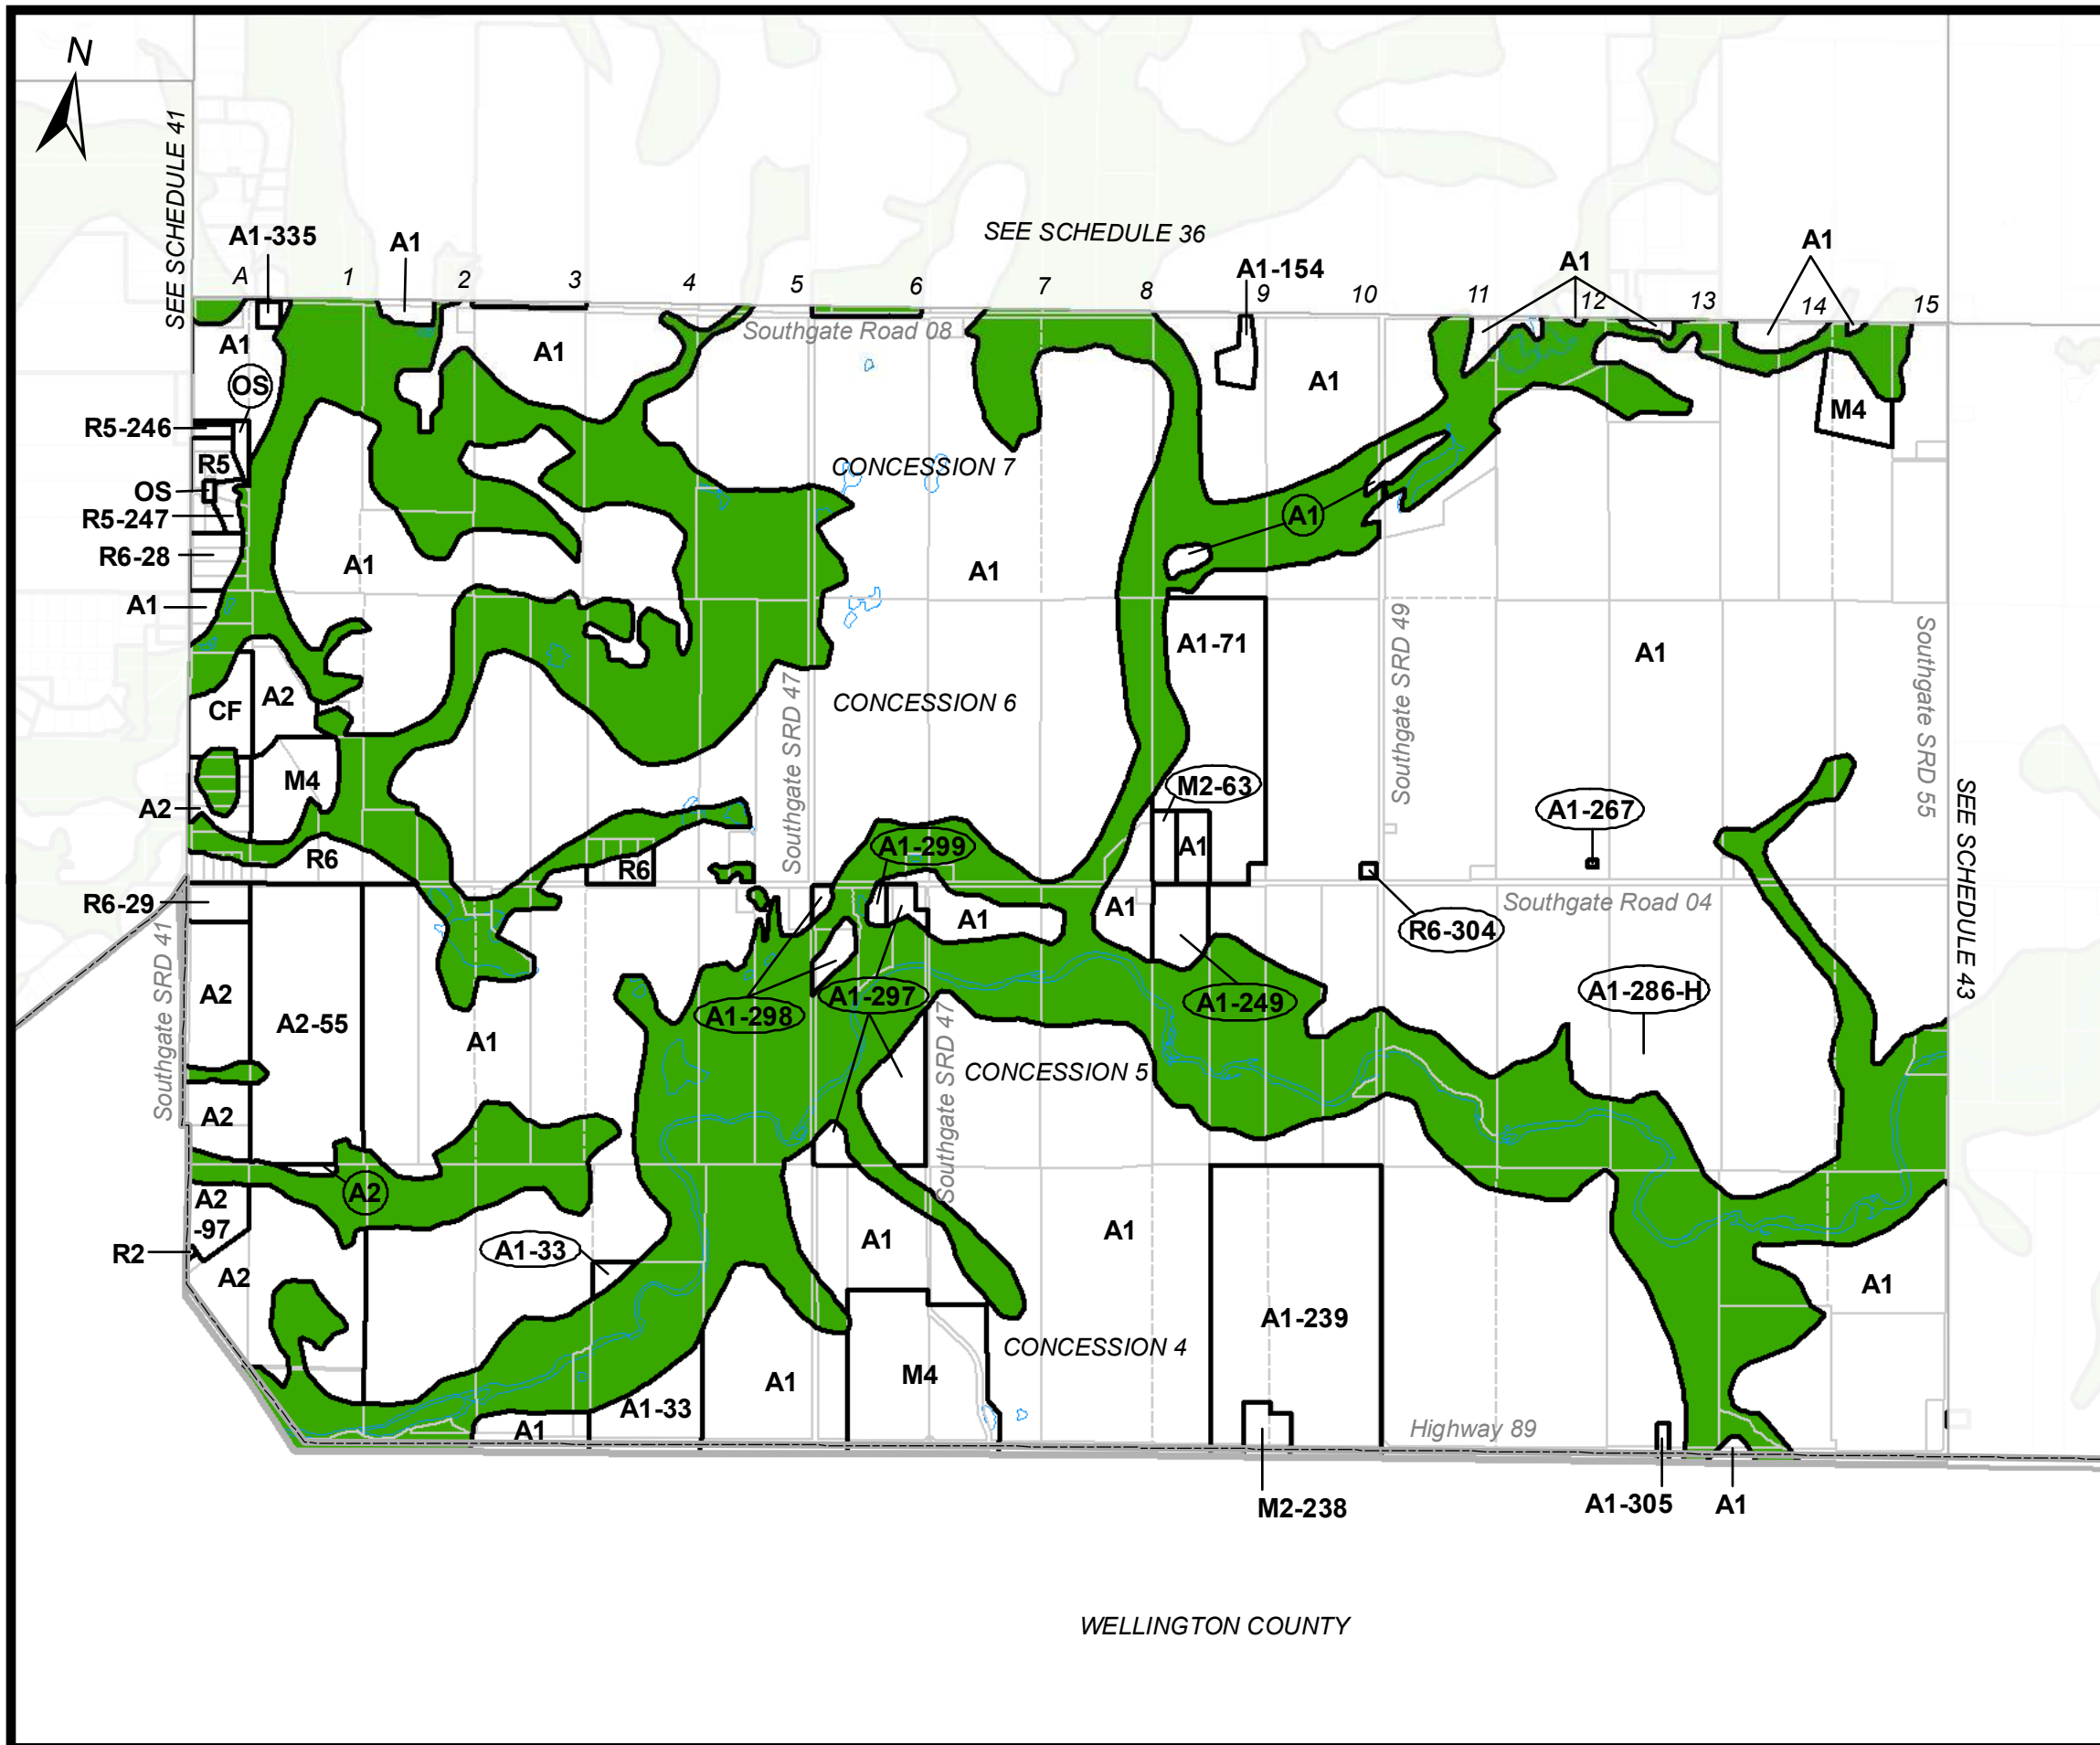 N
SEE SCHEDULE 41
SEE SCHEDULE 36
A1-335
A1
A1-154
A1
A1
A
1
2
3
4
5
6
7
8
9
10
11
12
13
14
15
Southgate Road 08
A1
OS
A1
A1
M4
R5-246
R5
OS
R5-247
R6-28
A1
CONCESSION 7
A1
A1
A1
A1-71
A1
Southgate SRD 49
Southgate SRD 55
CF
A2
Southgate SRD 47
CONCESSION 6
M4
A2
M2-63
A1
A1-267
SEE SCHEDULE 43
R6
R6
A1-299
R6-29
A1
A1
Southgate Road 04
R6-304
Southgate SRD 41
A2
A2-55
A1
A1-298
A1-297
A1-249
A1-286-H
Southgate SRD 47
CONCESSION 5
A2
A2
A2
-97
R2
A2
A1-33
A1
A1
A1
A1-239
CONCESSION 4
A1
M4
A1-33
A1
Highway 89
M2-238
A1-305
A1
WELLINGTON COUNTY